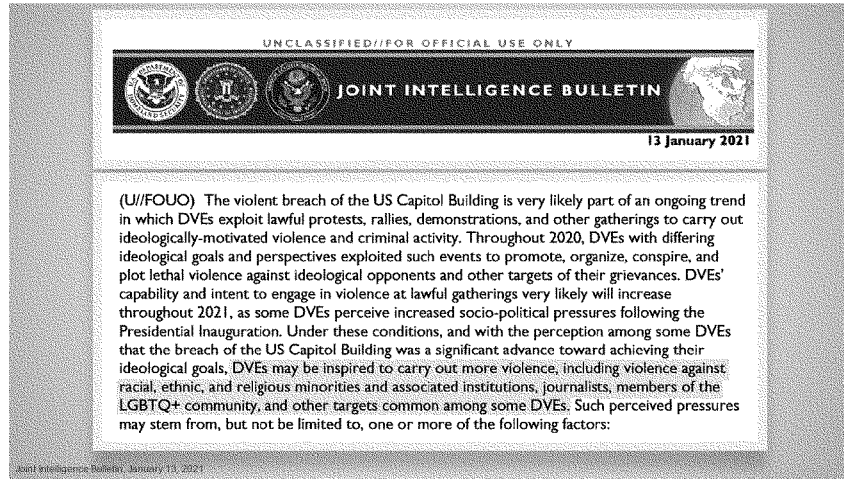 UNCLASSIFIED//FOR OFFICIAL USE ONLY
JOINT INTELLIGENCE BULLETIN
13 January 2021
(U//FOUO) The violent breach of the US Capitol Building is very likely part of an ongoing trend
in which DVEs exploit lawful protests, rallies, demonstrations, and other gatherings to carry out
ideologically-motivated violence and criminal activity. Throughout 2020, DVEs with differing
ideological goals and perspectives exploited such events to promote, organize, conspire, and
plot lethal violence against ideological opponents and other targets of their grievances. DVEs'
capability and intent to engage in violence at lawful gatherings very likely will increase
throughout 2021, as some DVEs perceive increased socio-political pressures following the
Presidential Inauguration. Under these conditions, and with the perception among some DVEs
that the breach of the US Capitol Building was a significant advance toward achieving their
ideological goals, DVEs may be inspired to carry out more violence, including violence against
racial, ethnic, and religious minorities and associated institutions, journalists, members of the
LGBTQ+ community, and other targets common among some DVEs. Such perceived pressures
may stem from, but not be limited to, one or more of the following factors:
Joint Intelligence Bulletin, January 13, 2021